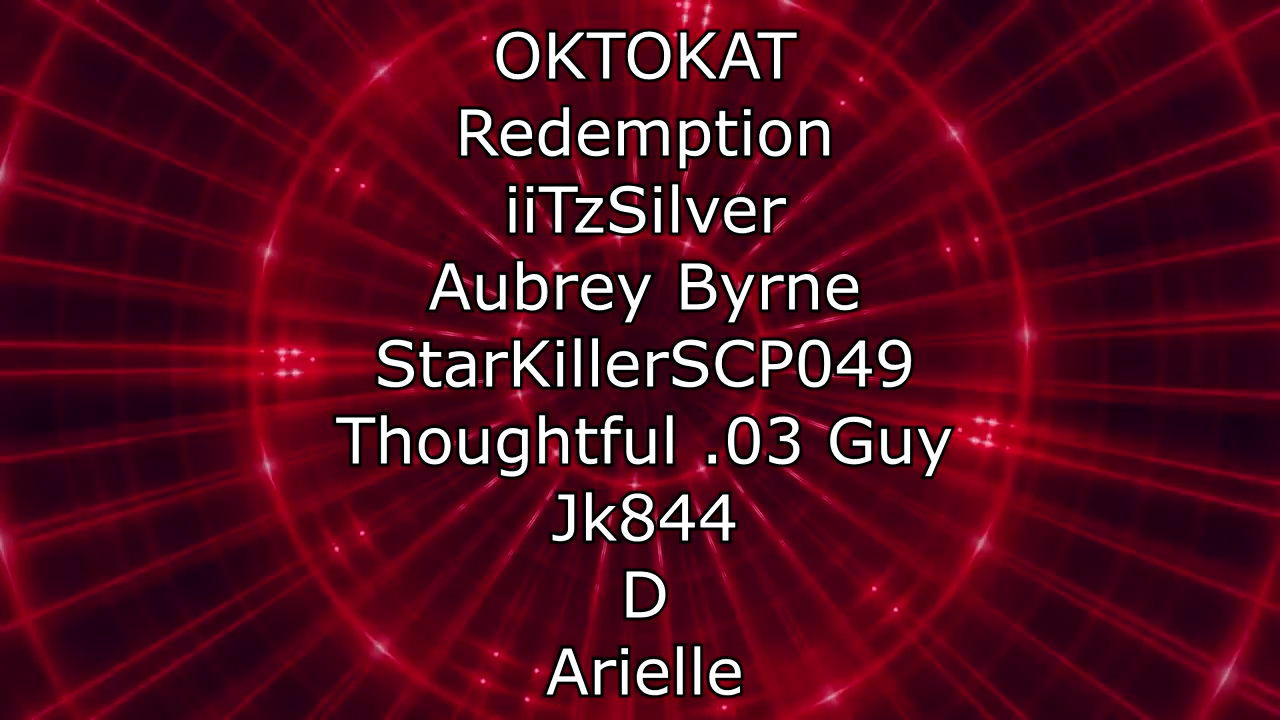 OKTOKAT
Redemption
iiTzSilver
Aubrey Byrne
StarKillerSCP049
Thoughtful .03 Guy
Jk844
D
Arielle